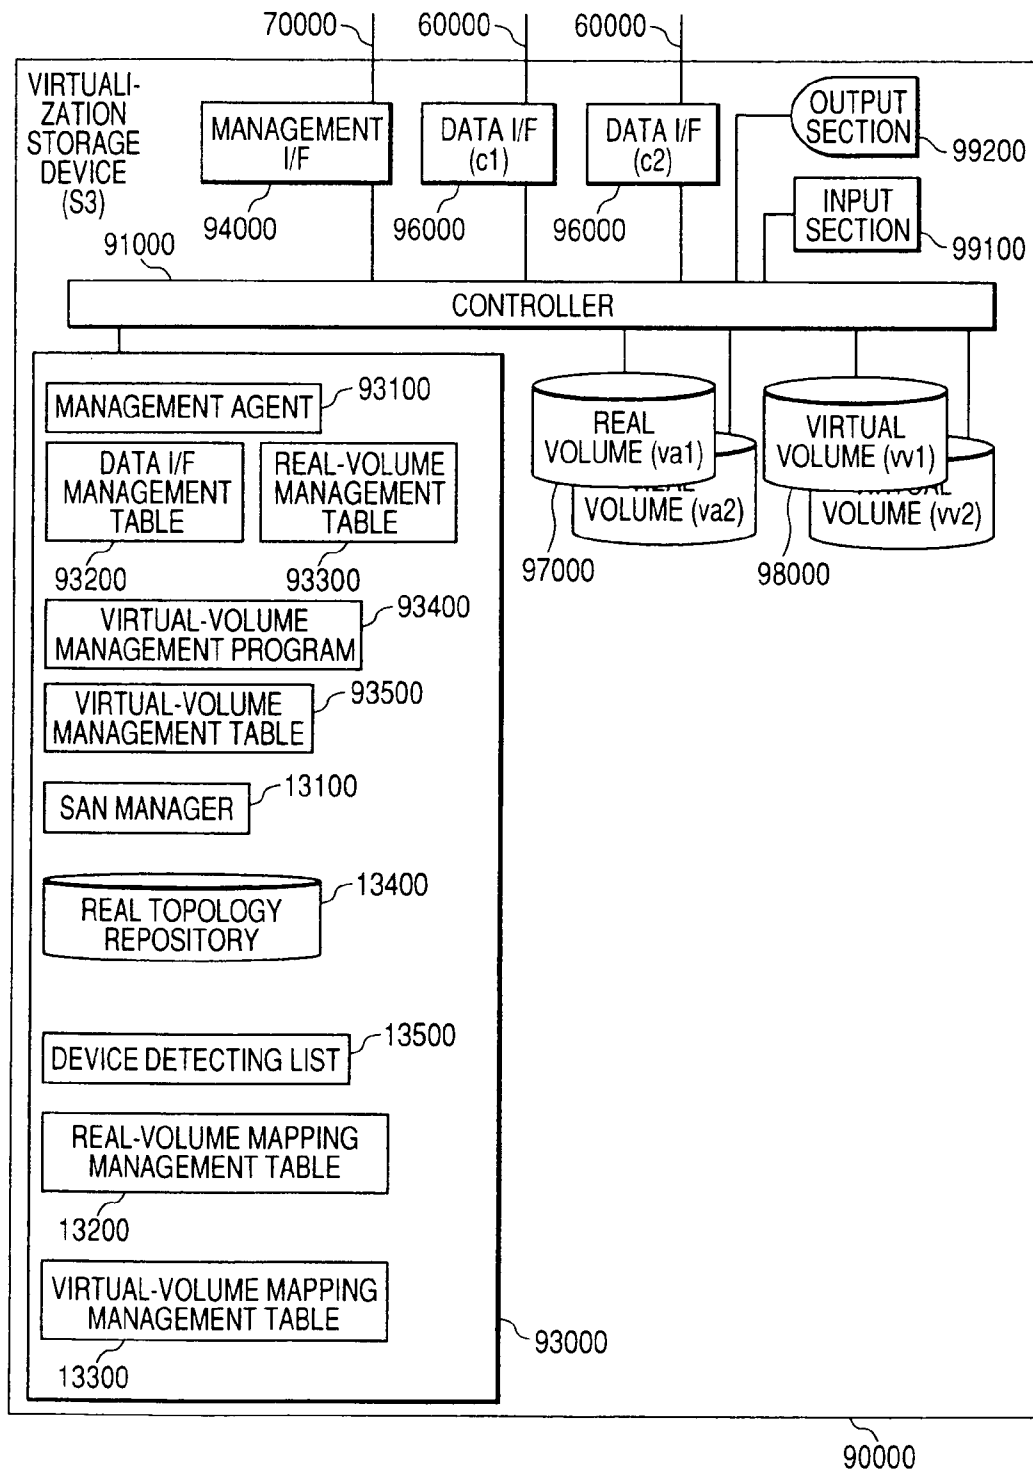 70000
60000
60000
VIRTUALI-
ZATION
STORAGE
DEVICE
(S3)
MANAGEMENT
I/F
94000
DATA I/F
(c1)
96000
DATA I/F
(c2)
96000
OUTPUT
SECTION
99200
INPUT
SECTION
99100
91000
CONTROLLER
MANAGEMENT AGENT
93100
DATA I/F
MANAGEMENT
TABLE
93200
REAL-VOLUME
MANAGEMENT
TABLE
93300
VIRTUAL-VOLUME
MANAGEMENT PROGRAM
93400
VIRTUAL-VOLUME
MANAGEMENT TABLE
93500
SAN MANAGER
13100
REAL TOPOLOGY
REPOSITORY
13400
DEVICE DETECTING LIST
13500
REAL-VOLUME MAPPING
MANAGEMENT TABLE
13200
VIRTUAL-VOLUME MAPPING
MANAGEMENT TABLE
13300
93000
REAL
VOLUME (va1)
VOLUME (va2)
97000
VIRTUAL
VOLUME (vv1)
VOLUME (vv2)
98000
90000